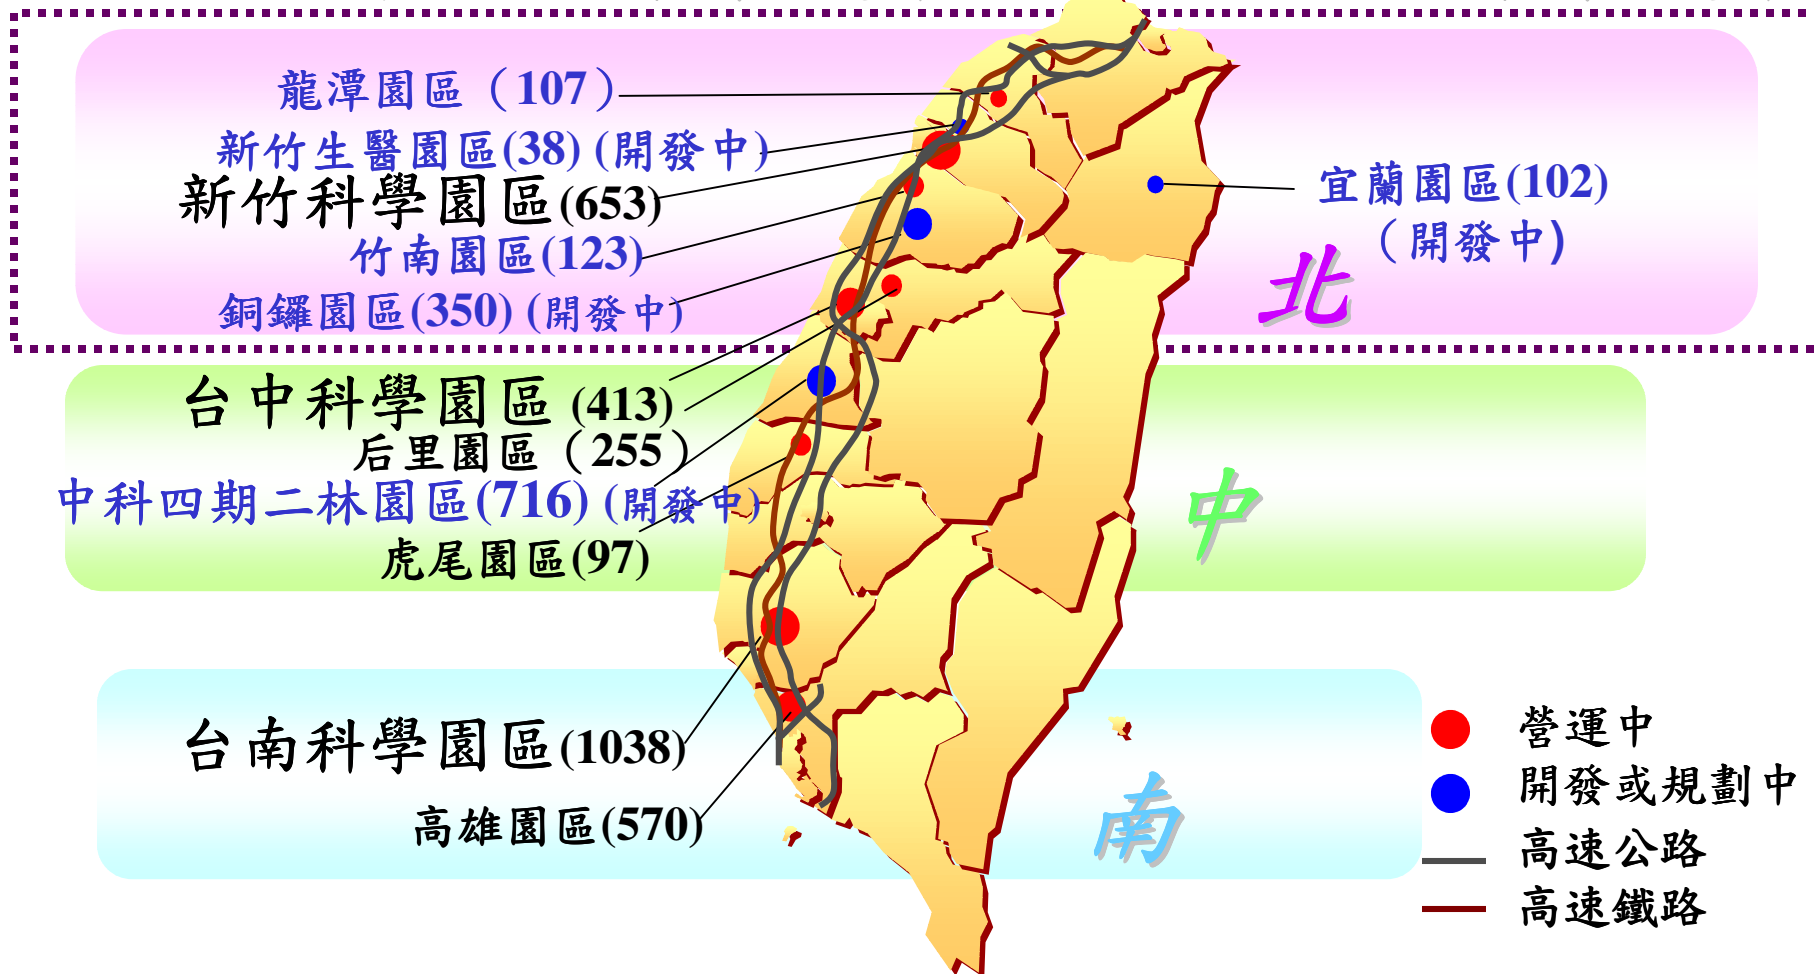 龍潭園區（107）
新竹生醫園區(38) (開發中)
新竹科學園區(653)
竹南園區(123)
銅鑼園區(350) (開發中)
宜蘭園區(102)
（開發中)
北
台中科學園區 (413)
后里園區（255）
中科四期二林園區(716) (開發中)
虎尾園區(97)
中
台南科學園區(1038)
高雄園區(570)
南
營運中
開發或規劃中
高速公路
高速鐵路